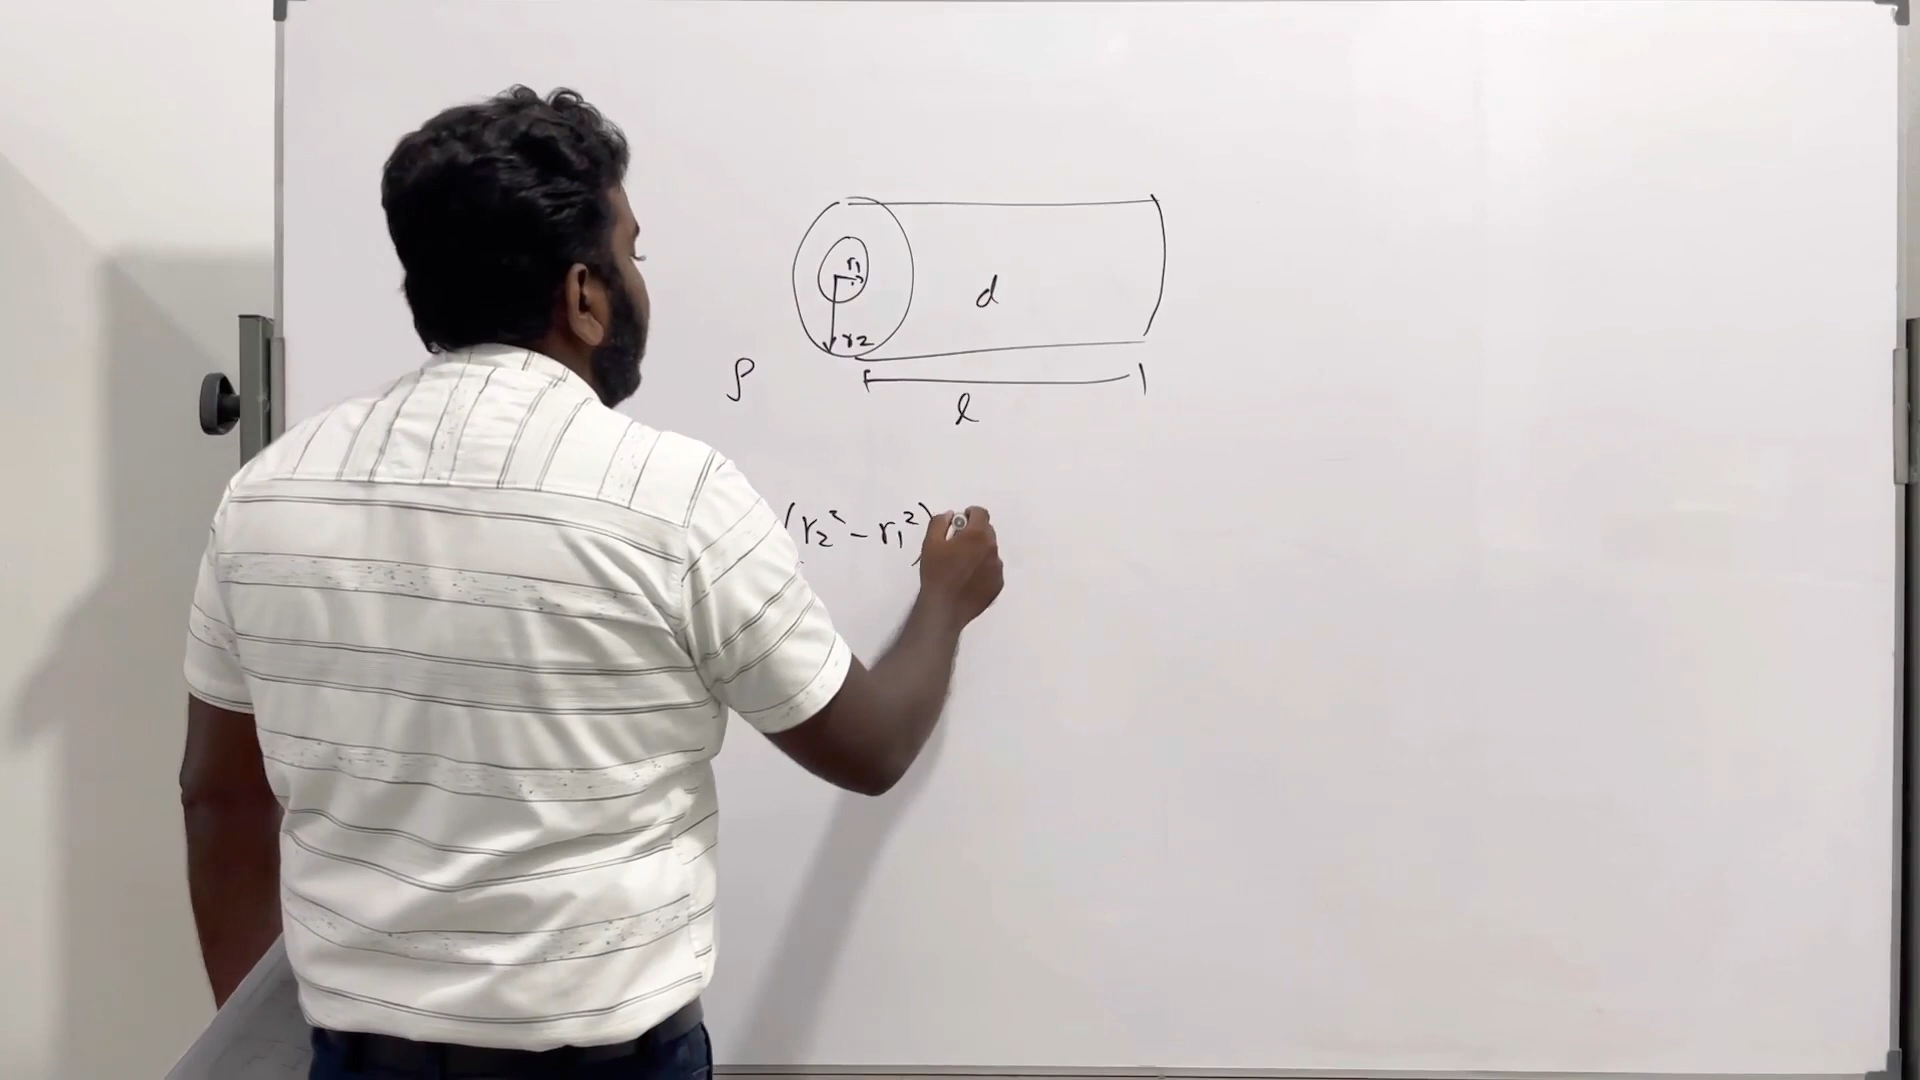 r₁
d
r₂
ρ
l
(r₂² - r₁²)